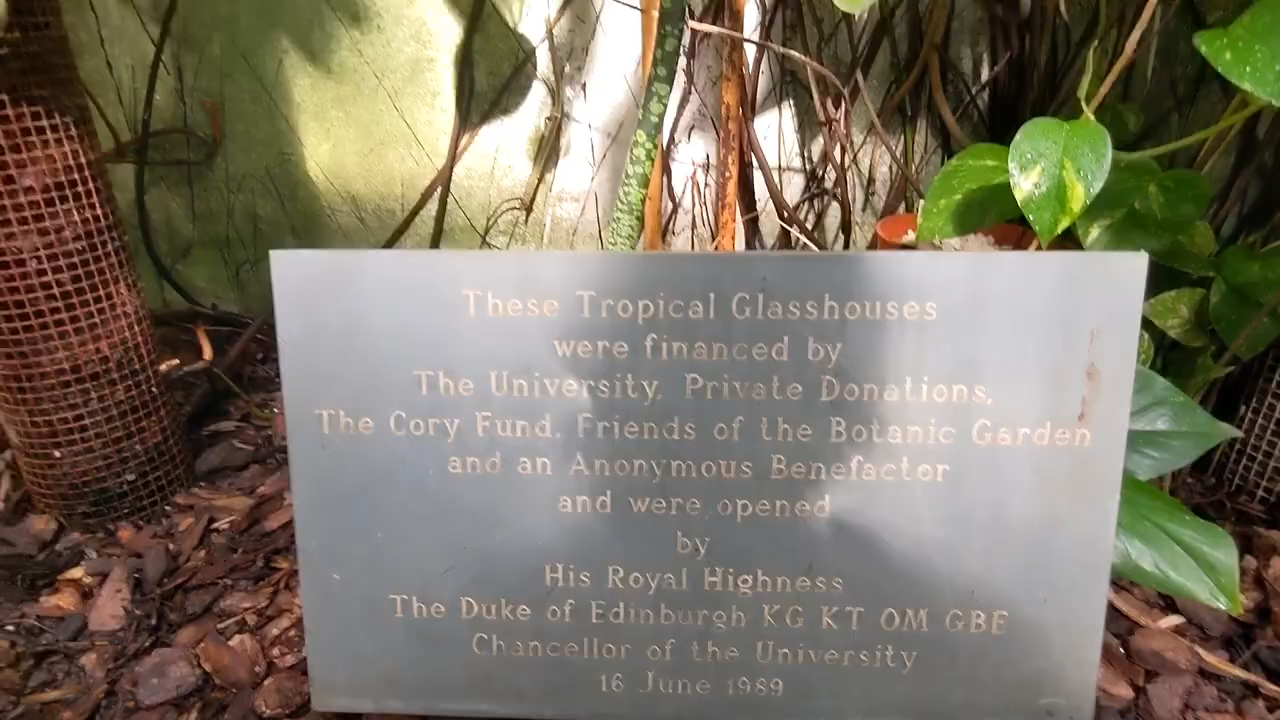 These Tropical Glasshouses
were financed by
The University, Private Donations,
The Cory Fund, Friends of the Botanic Garden
and an Anonymous Benefactor
and were opened
by
His Royal Highness
The Duke of Edinburgh KG KT OM GBE
Chancellor of the University
16 June 1989